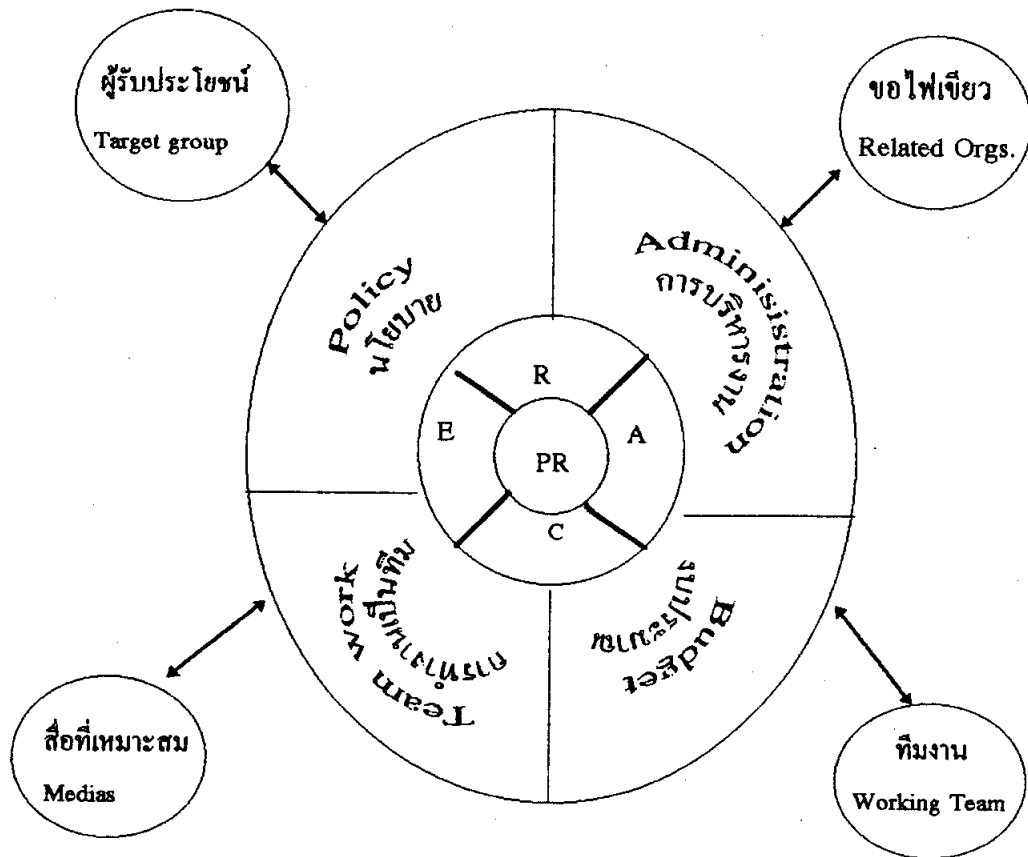 ผู้รับประโยชน์
Target group
ขอไฟเขียว
Related Orgs.
Policy
นโยบาย
Adminisistration
การบริหารงาน
R
E
A
PR
C
Team work
การทำงานเป็นทีม
Budget
งบประมาณ
สื่อที่เหมาะสม
Medias
ทีมงาน
Working Team